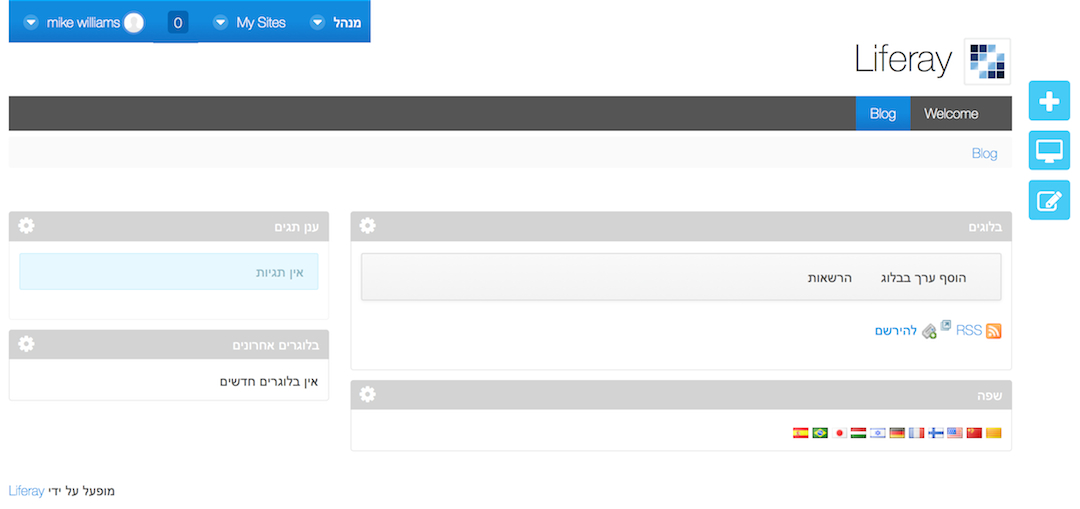 מנהל
My Sites
0
mike williams
Liferay
Welcome
Blog
Blog
בלוגים
הוסף ערך בבלוג
הרשאות
RSS
להירשם
שפה
ענן תגים
אין תגיות
בלוגרים אחרונים
אין בלוגרים חדשים
מופעל על ידי Liferay